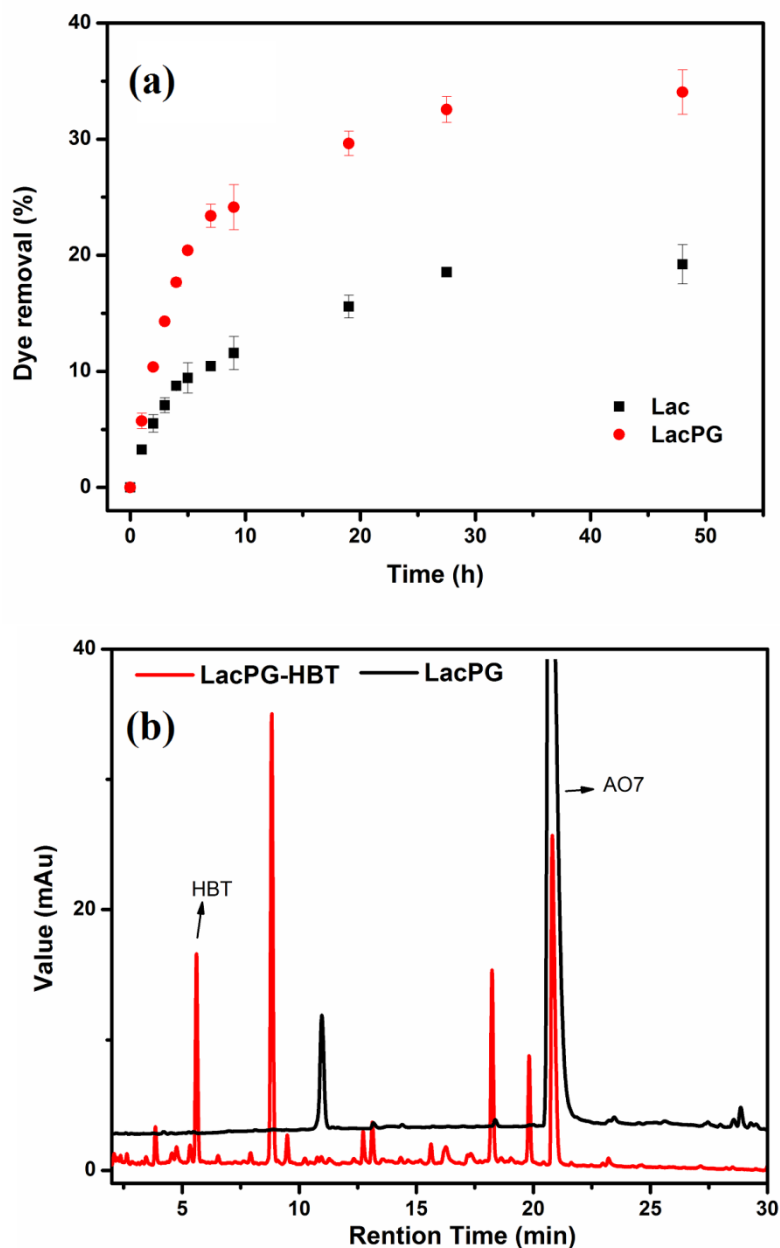 (a)
Dye removal (%)
40
30
20
10
0
Lac
LacPG
0 10 20 30 40 50
Time (h)
LacPG-HBT LacPG
(b)
Value (mAu)
40
20
0
HBT
AO7
5 10 15 20 25 30
Rention Time (min)